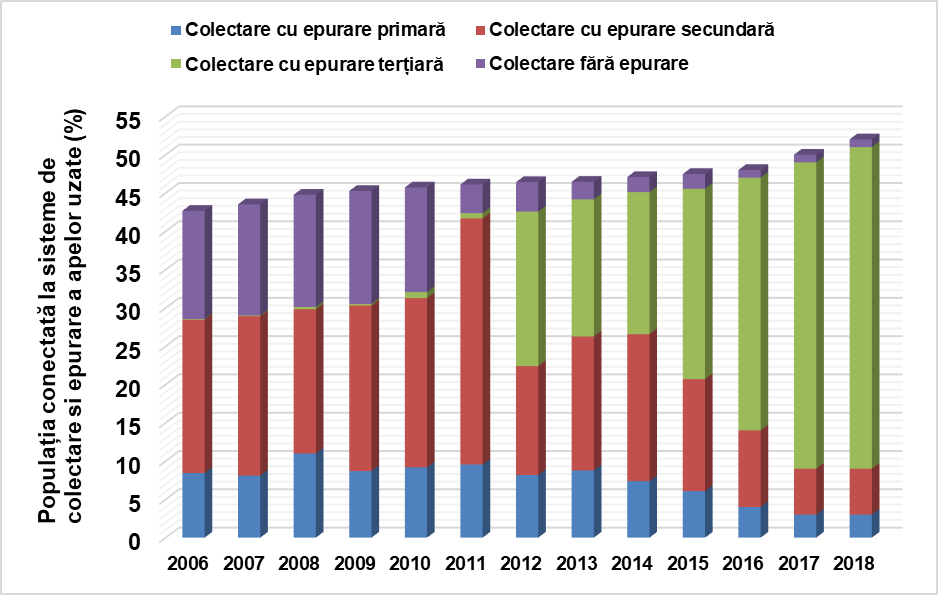 Colectare cu epurare primară
Colectare cu epurare secundară
Colectare cu epurare terțiară
Colectare fără epurare
Populația conectată la sisteme de
colectare si epurare a apelor uzate (%)
55
50
45
40
35
30
25
20
15
10
5
0
2006 2007 2008 2009 2010 2011 2012 2013 2014 2015 2016 2017 2018